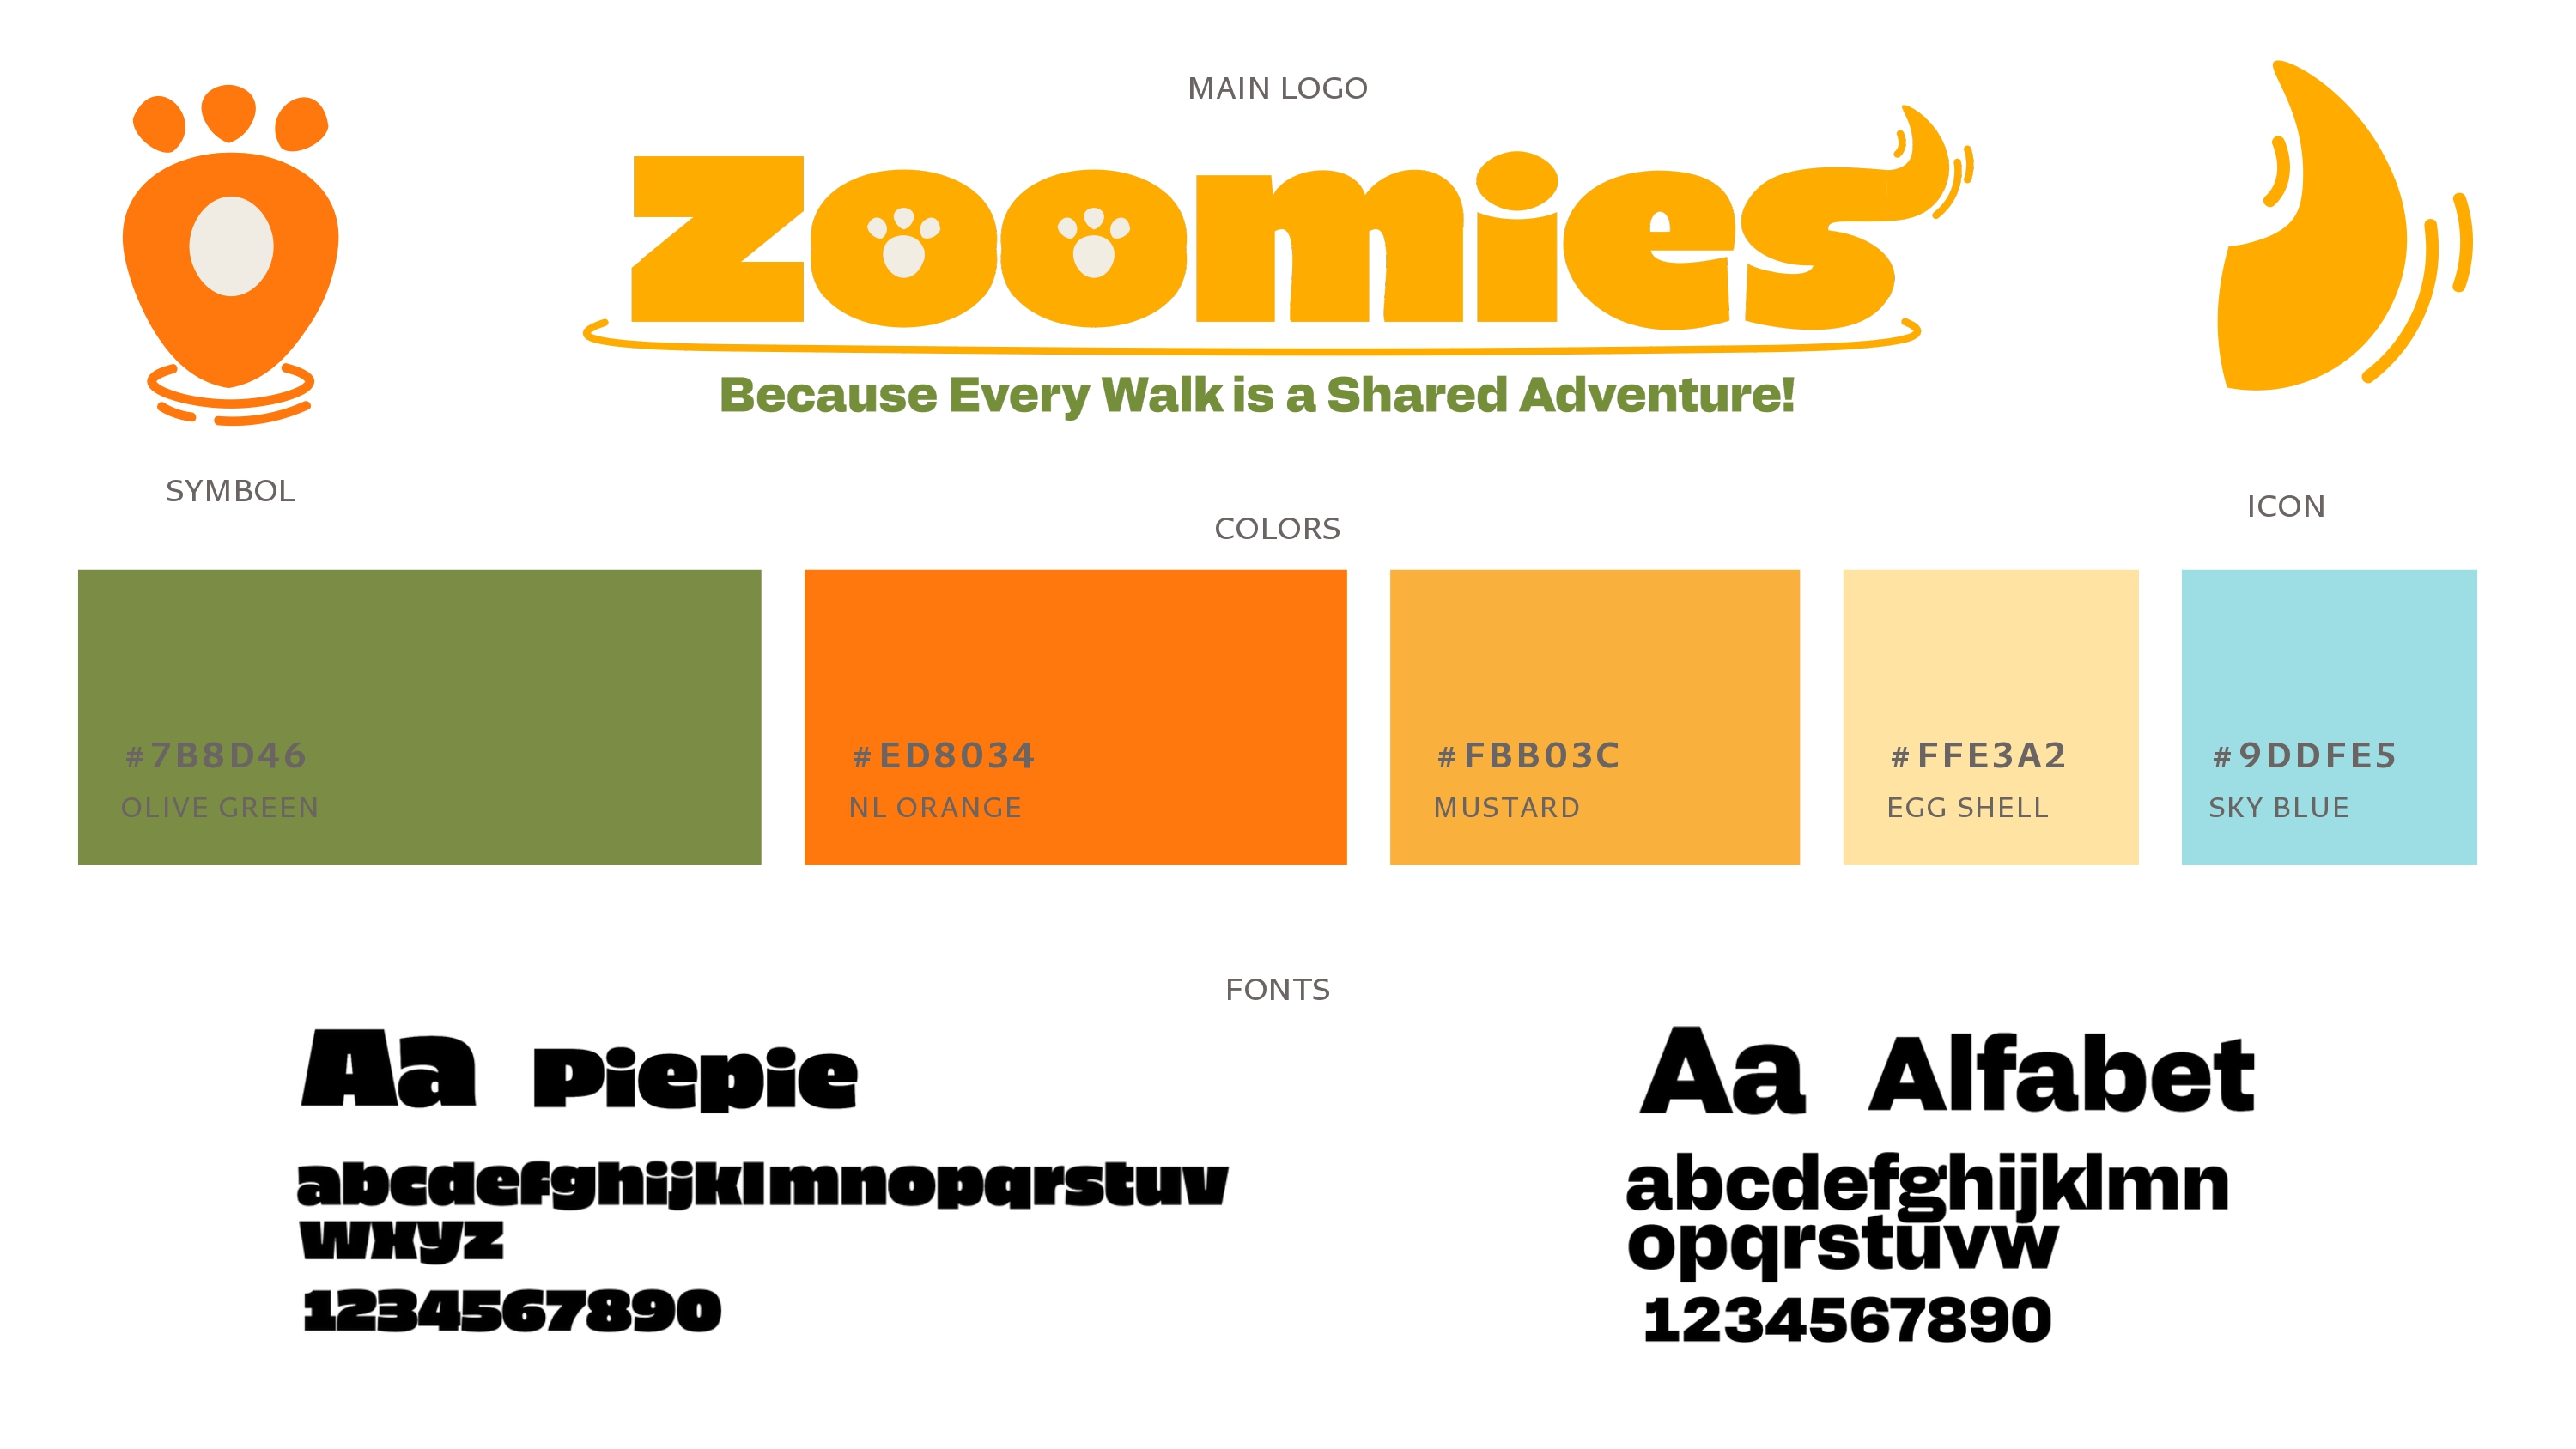 MAIN LOGO
Zoomies
Because Every Walk is a Shared Adventure!
SYMBOL
ICON
COLORS
#7B8D46
OLIVE GREEN
#ED8034
NL ORANGE
#FBB03C
MUSTARD
#FFE3A2
EGG SHELL
#9DDFE5
SKY BLUE
FONTS
Aa Piepie
abcdefghijklmnopqrstuv
wxyz
1234567890
Aa Alfabet
abcdefghijklmn
opqrstuvw
1234567890